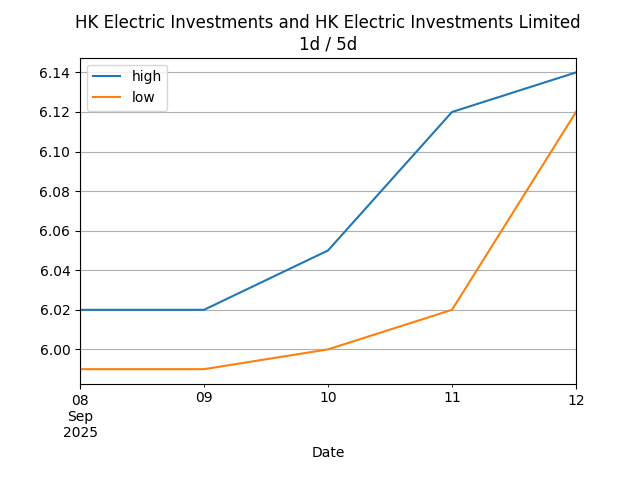 HK Electric Investments and HK Electric Investments Limited
1d / 5d
high
low
6.14
6.12
6.10
6.08
6.06
6.04
6.02
6.00
08
Sep
2025
09
10
11
12
Date